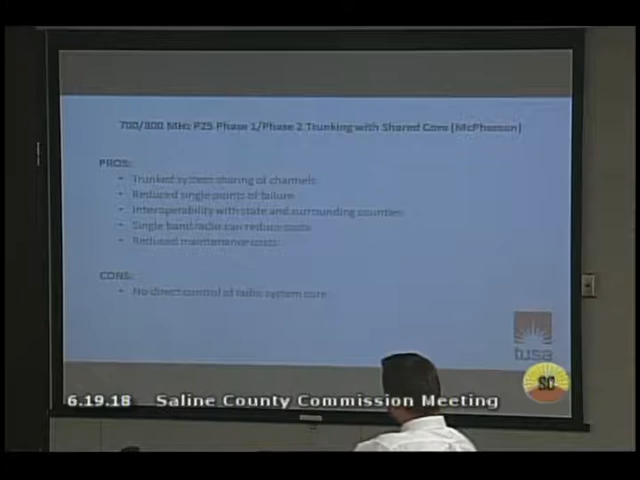 700/800 MHz P25 Phase 1/Phase 2 Trunking with Shared Core (McPherson)
PROS:
• Trunked system sharing of channels
• Reduced single points of failure
• Interoperability with state and surrounding counties
• Single band radio can reduce costs
• Reduced maintenance costs
CONS:
• No direct control of radio system core
tusa
SC
6.19.18 Saline County Commission Meeting